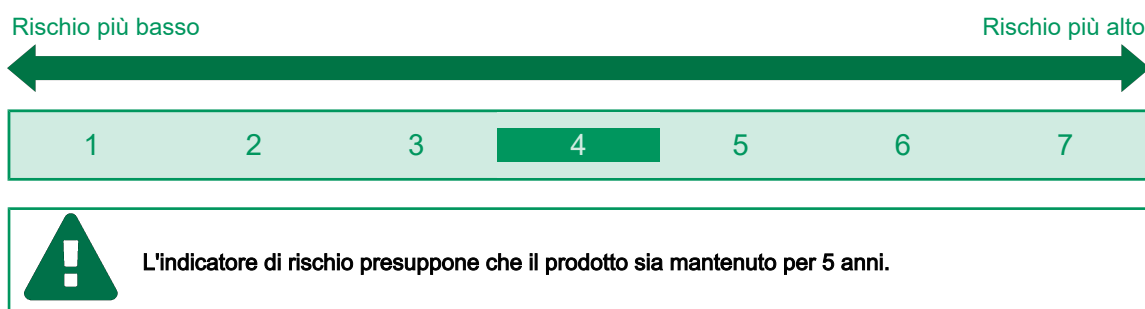 Rischio più basso Rischio più alto
1 2 3 4 5 6 7
L'indicatore di rischio presuppone che il prodotto sia mantenuto per 5 anni.